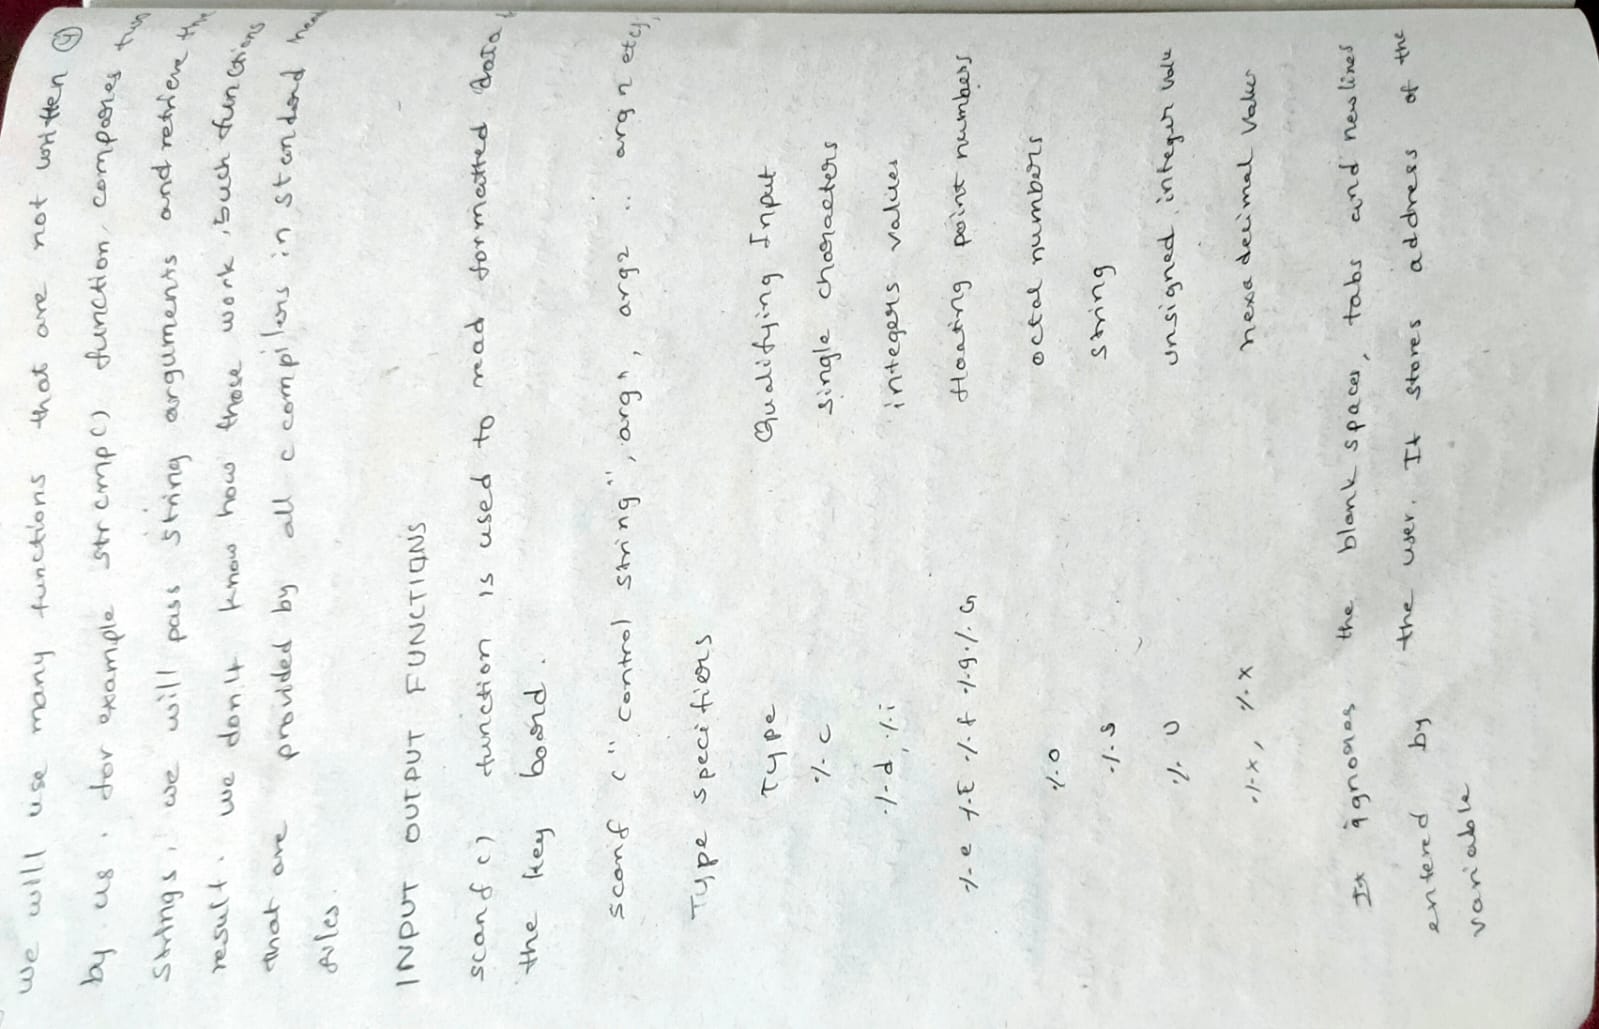 we will use many functions that are not written 4
by us. for example strcmp() function, compares two
strings, we will pass string arguments and retrieve the
result. we don't know how those work, such functions
that are provided by all c compilers in standard head
files.
INPUT OUTPUT FUNCTIONS
scanf() function is used to read formatted data
the key board.
scanf ("control string", arg1, arg2 .. arg n etc);
Type specifiers
Type Qualifying Input
%c single characters
%d, %i integers values
%e %E %f %g %G floating point numbers
%o octal numbers
%s string
%U unsigned integer value
%x, %X hexa decimal value
It ignores the blank spaces, tabs and newlines
entered by the user. It stores address of the
variable